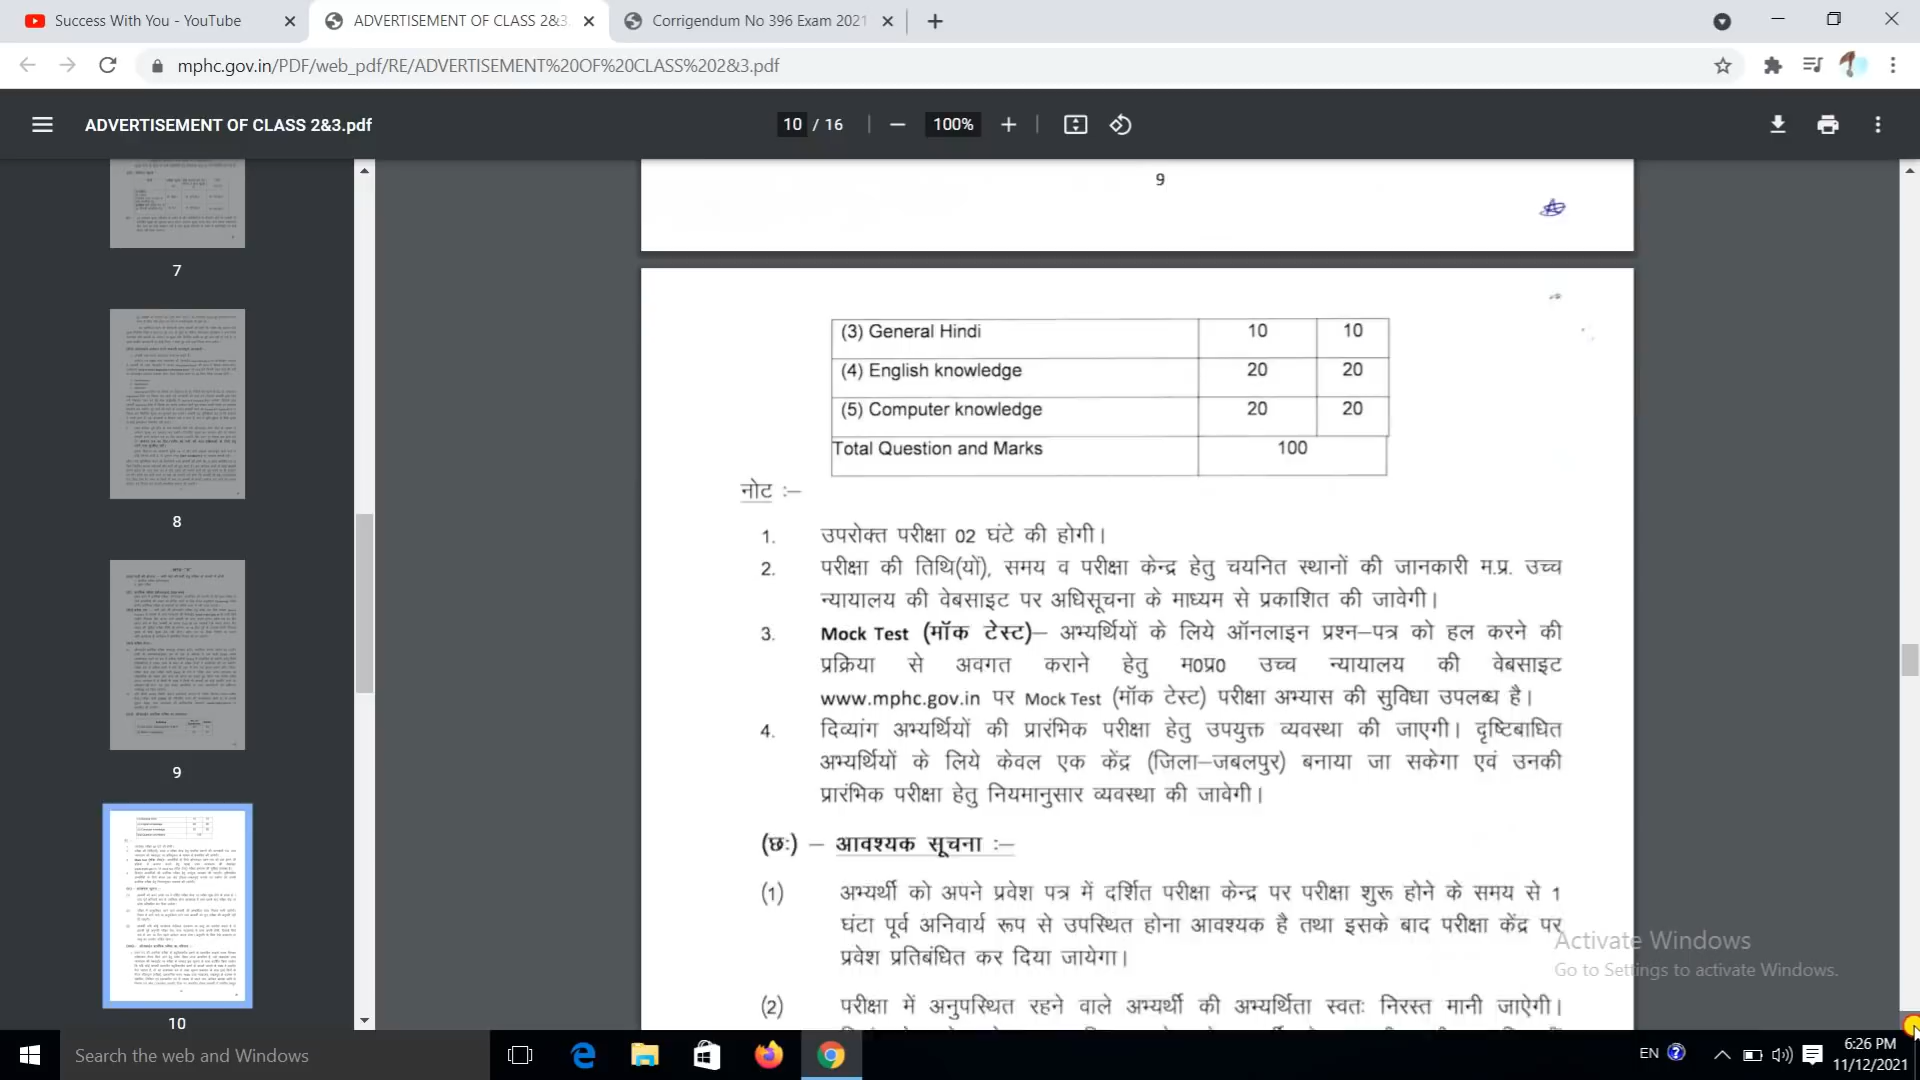 Success With You - YouTube
ADVERTISEMENT OF CLASS 2&3.
Corrigendum No 396 Exam 2021
mphc.gov.in/PDF/web_pdf/RE/ADVERTISEMENT%20OF%20CLASS%202&3.pdf
ADVERTISEMENT OF CLASS 2&3.pdf
10 / 16
100%
7
8
9
10
9
(3) General Hindi 10 10
(4) English knowledge 20 20
(5) Computer knowledge 20 20
Total Question and Marks 100
नोट :–
1. उपरोक्त परीक्षा 02 घंटे की होगी।
2. परीक्षा की तिथि(यों), समय व परीक्षा केन्द्र हेतु चयनित स्थानों की जानकारी म.प्र. उच्च
न्यायालय की वेबसाइट पर अधिसूचना के माध्यम से प्रकाशित की जावेगी।
3. Mock Test (मॉक टेस्ट)– अभ्यर्थियों के लिये ऑनलाइन प्रश्न–पत्र को हल करने की
प्रक्रिया से अवगत कराने हेतु म0प्र0 उच्च न्यायालय की वेबसाइट
www.mphc.gov.in पर Mock Test (मॉक टेस्ट) परीक्षा अभ्यास की सुविधा उपलब्ध है।
4. दिव्यांग अभ्यर्थियों की प्रारंभिक परीक्षा हेतु उपयुक्त व्यवस्था की जाएगी। दृष्टिबाधित
अभ्यर्थियों के लिये केवल एक केंद्र (जिला–जबलपुर) बनाया जा सकेगा एवं उनकी
प्रारंभिक परीक्षा हेतु नियमानुसार व्यवस्था की जावेगी।
(छः) – आवश्यक सूचना :–
(1) अभ्यर्थी को अपने प्रवेश पत्र में दर्शित परीक्षा केन्द्र पर परीक्षा शुरू होने के समय से 1
घंटा पूर्व अनिवार्य रूप से उपस्थित होना आवश्यक है तथा इसके बाद परीक्षा केंद्र पर
प्रवेश प्रतिबंधित कर दिया जायेगा।
(2) परीक्षा में अनुपस्थित रहने वाले अभ्यर्थी की अभ्यर्थिता स्वतः निरस्त मानी जाऐगी।
Activate Windows
Go to Settings to activate Windows.
Search the web and Windows
EN
6:26 PM
11/12/2021